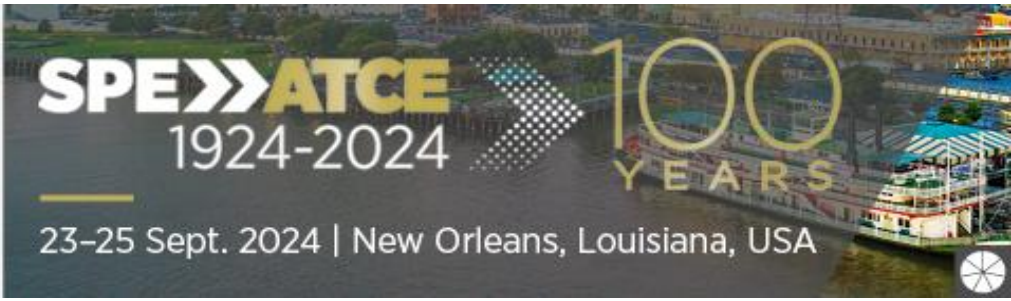 SPE ATCE
1924-2024
100
YEARS
23–25 Sept. 2024 | New Orleans, Louisiana, USA